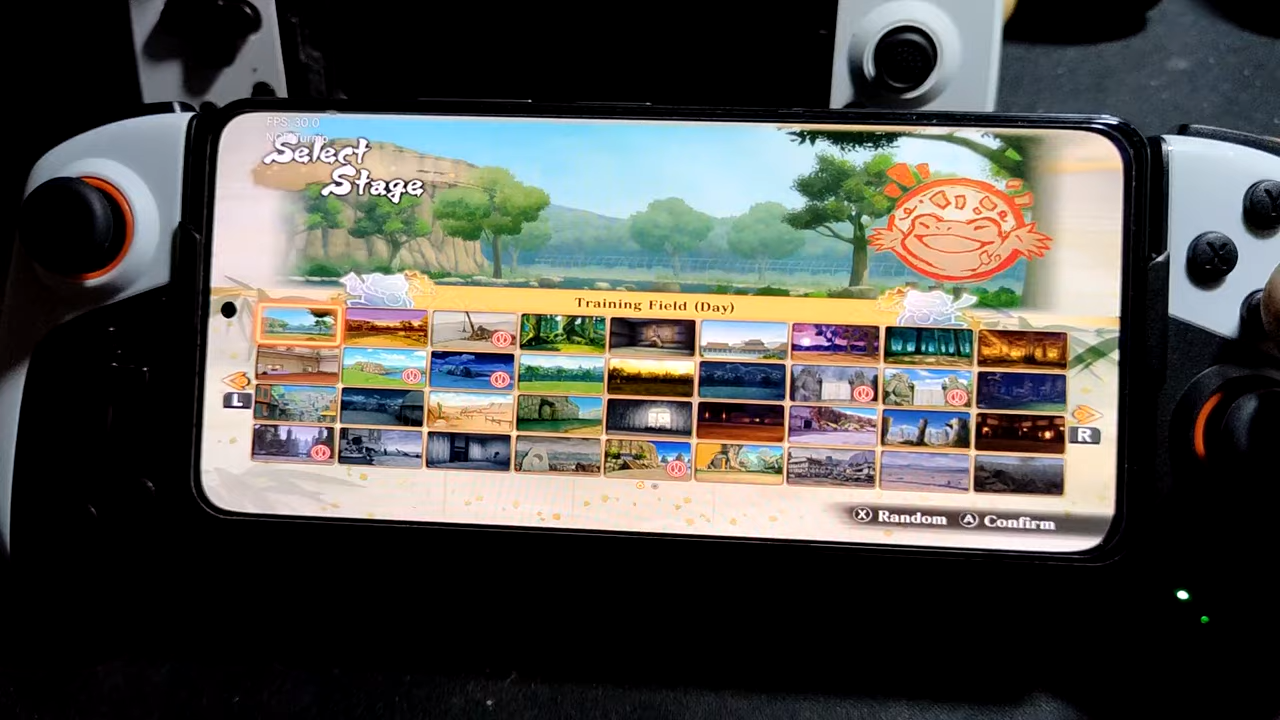 FPS: 30.0
Select
Stage
Training Field (Day)
L
R
X Random A Confirm
X